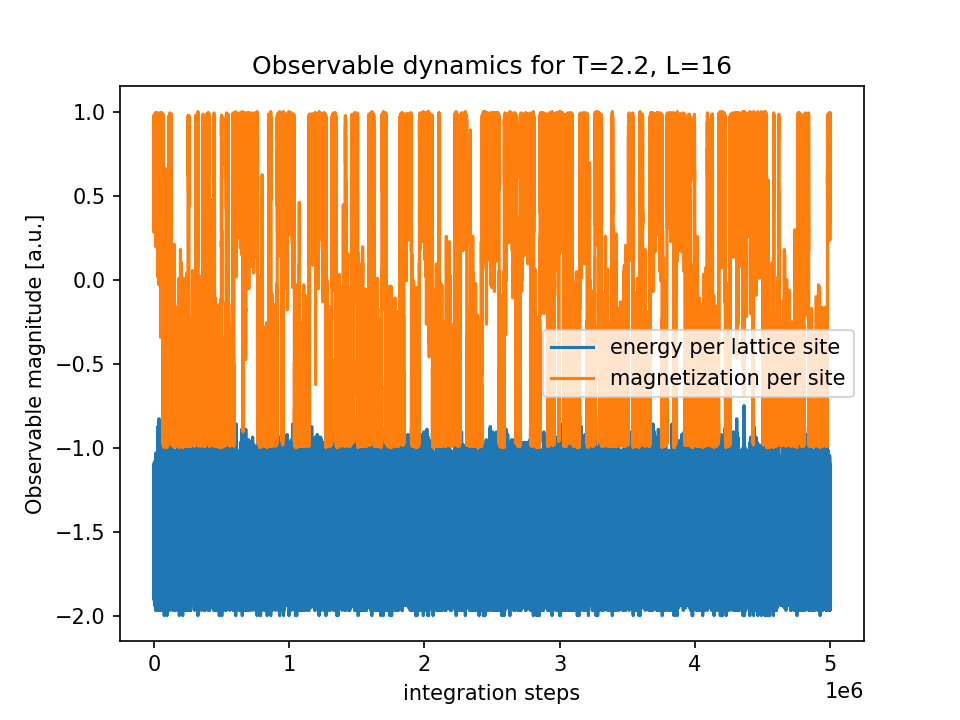 Observable dynamics for T=2.2, L=16
Observable magnitude [a.u.]
1.0
0.5
0.0
−0.5
−1.0
−1.5
−2.0
energy per lattice site
magnetization per site
0 1 2 3 4 5
1e6
integration steps